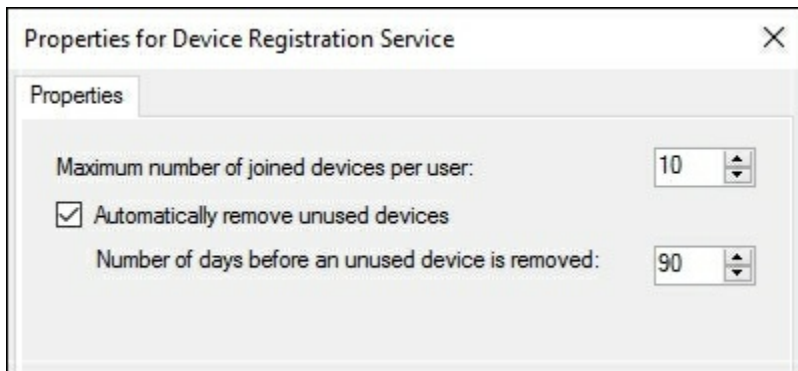 Properties for Device Registration Service
Properties
Maximum number of joined devices per user: 10
Automatically remove unused devices
Number of days before an unused device is removed: 90